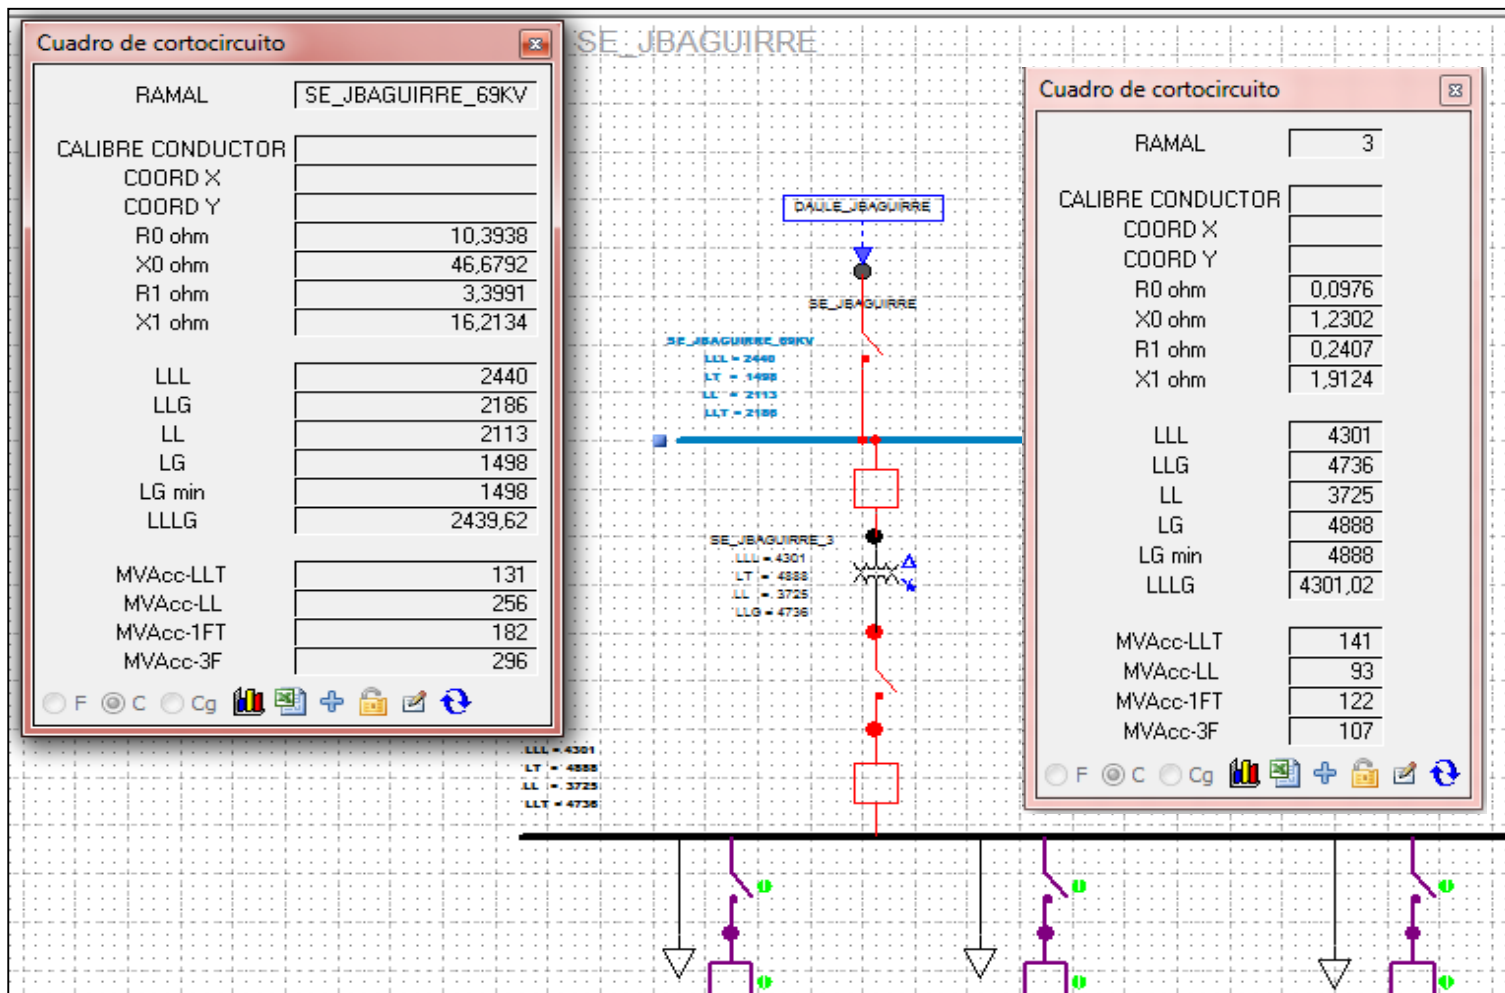 SE_JBAGUIRRE
Cuadro de cortocircuito
RAMAL SE_JBAGUIRRE_69KV
CALIBRE CONDUCTOR
COORD X
COORD Y
R0 ohm 10,3938
X0 ohm 46,6792
R1 ohm 3,3991
X1 ohm 16,2134
LLL 2440
LLG 2186
LL 2113
LG 1498
LG min 1498
LLLG 2439,62
MVAcc-LLT 131
MVAcc-LL 256
MVAcc-1FT 182
MVAcc-3F 296
F C Cg
DAULE_JBAGUIRRE
SE_JBAGUIRRE
SE_JBAGUIRRE_69KV
LLL = 2440
LT = 1498
LL = 2113
LLT = 2186
SE_JBAGUIRRE_3
LLL = 4301
LT = 4888
LL = 3725
LLG = 4736
LLL = 4301
LT = 4888
LL = 3725
LLT = 4736
Cuadro de cortocircuito
RAMAL 3
CALIBRE CONDUCTOR
COORD X
COORD Y
R0 ohm 0,0976
X0 ohm 1,2302
R1 ohm 0,2407
X1 ohm 1,9124
LLL 4301
LLG 4736
LL 3725
LG 4888
LG min 4888
LLLG 4301,02
MVAcc-LLT 141
MVAcc-LL 93
MVAcc-1FT 122
MVAcc-3F 107
F C Cg